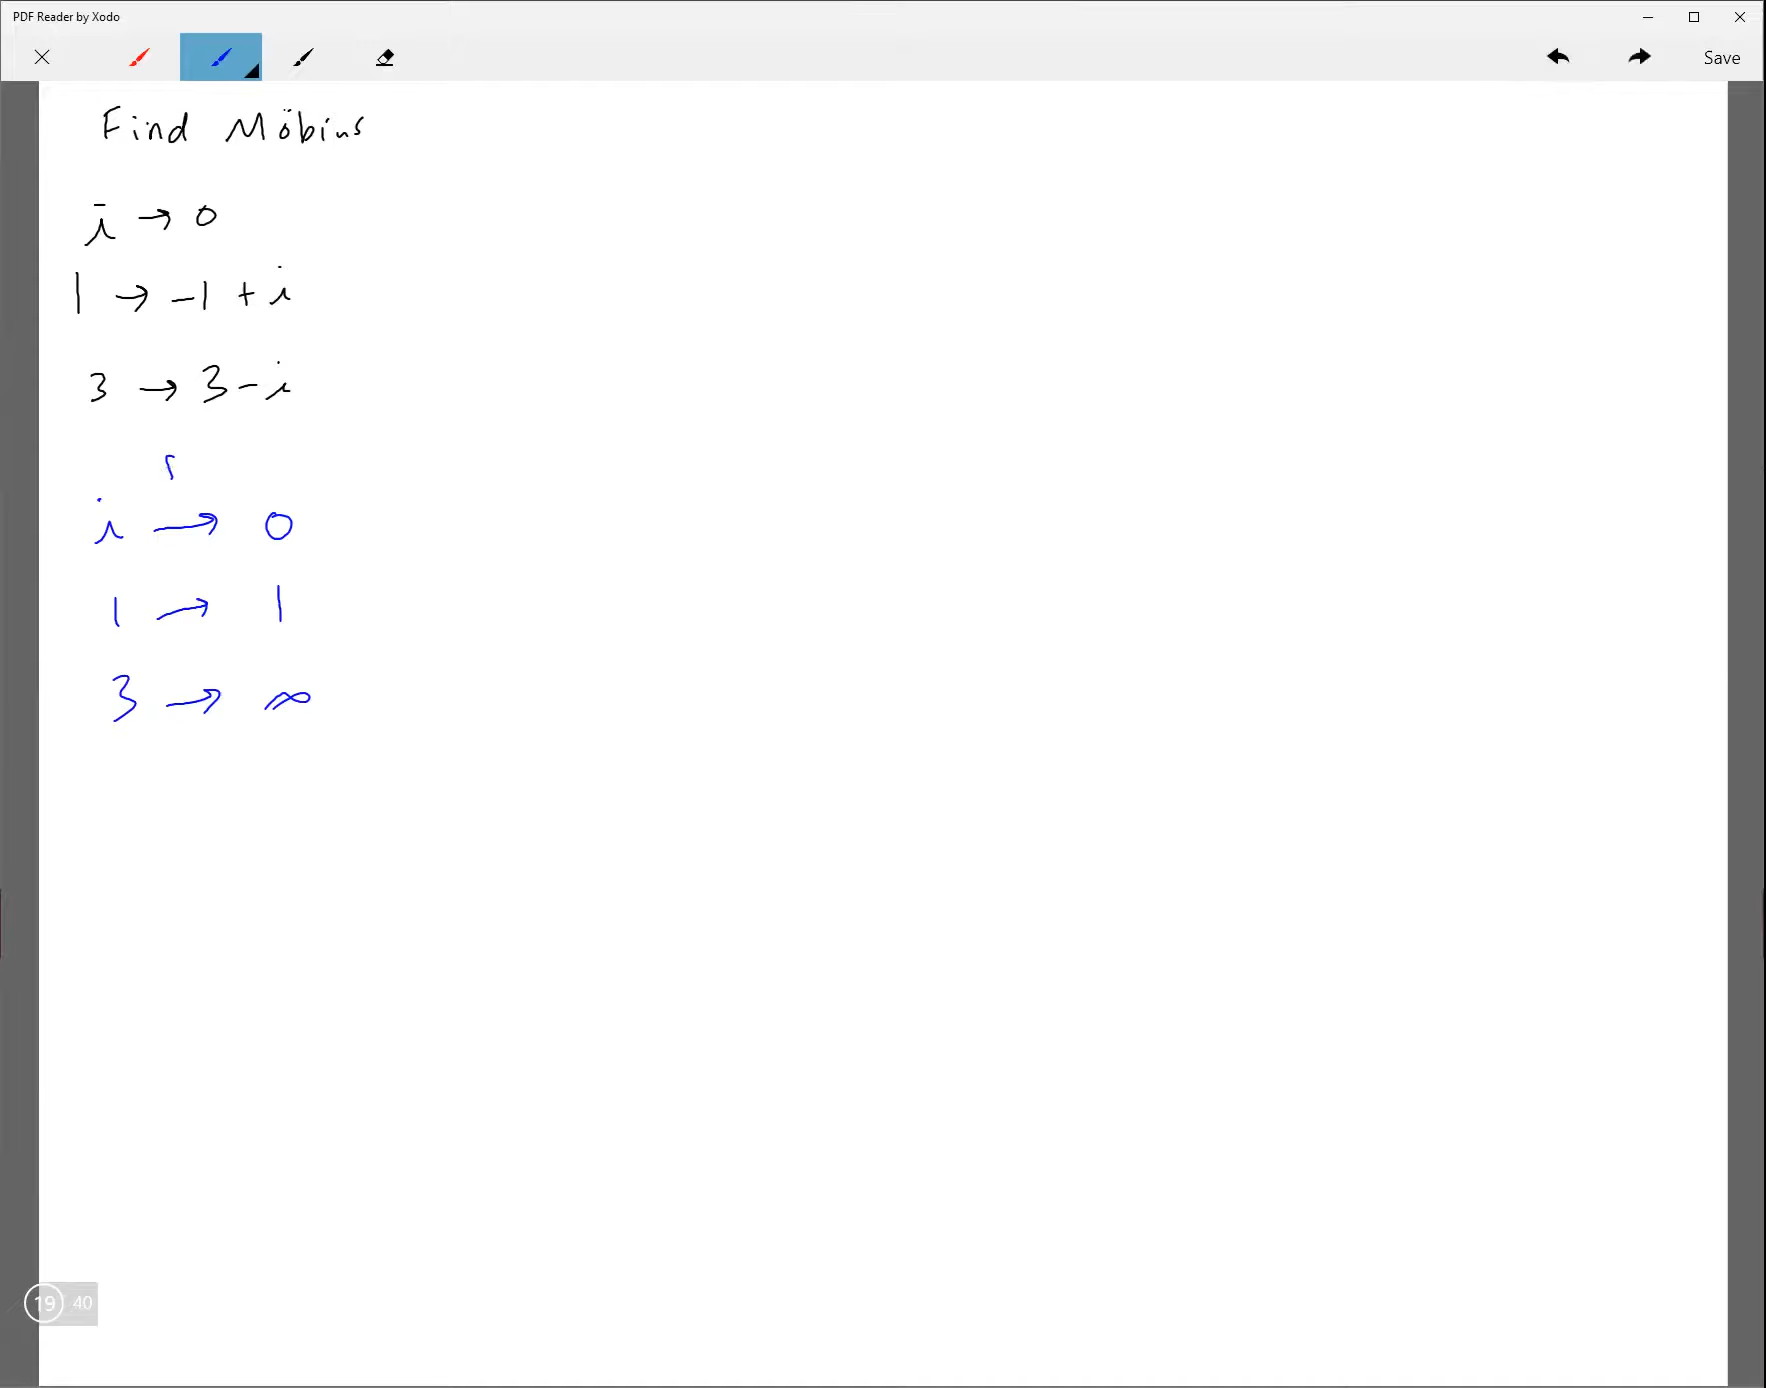 PDF Reader by Xodo
Save
Find Möbius
i → 0
1 → -1 + i
3 → 3 - i
i → 0
1 → 1
3 → ∞
19 40